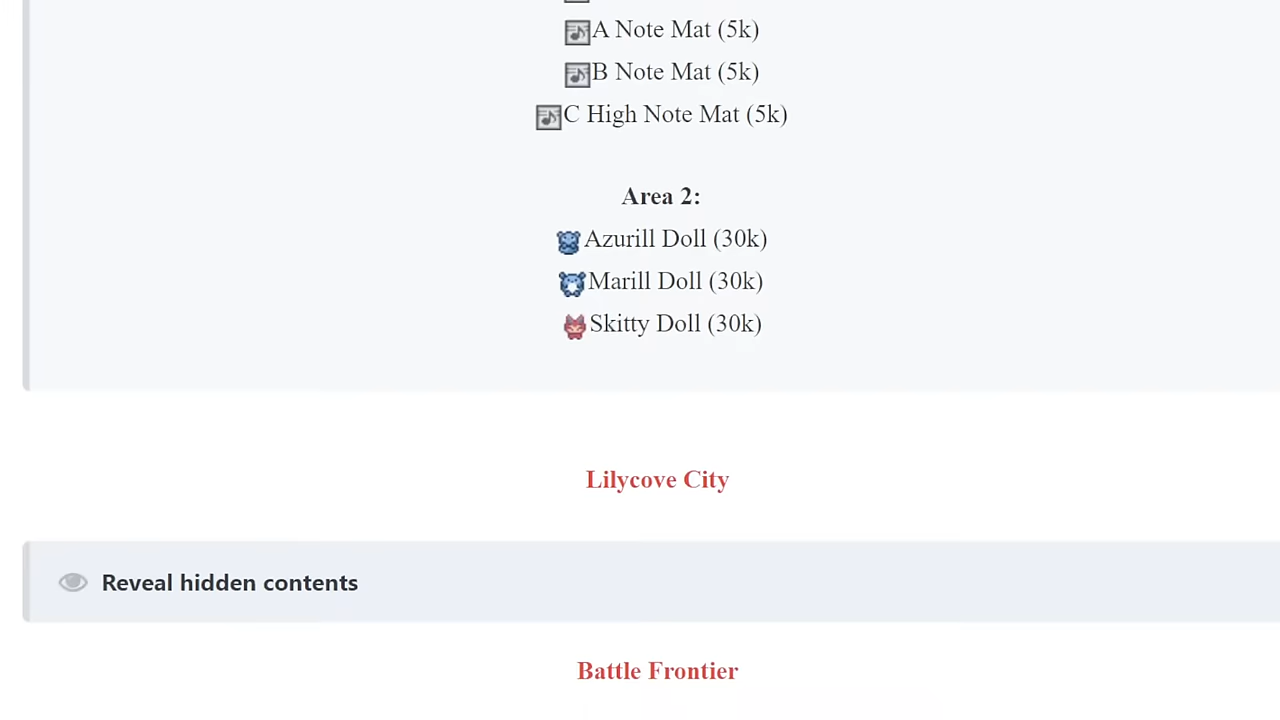 A Note Mat (5k)
B Note Mat (5k)
C High Note Mat (5k)
Area 2:
Azurill Doll (30k)
Marill Doll (30k)
Skitty Doll (30k)
Lilycove City
Reveal hidden contents
Battle Frontier